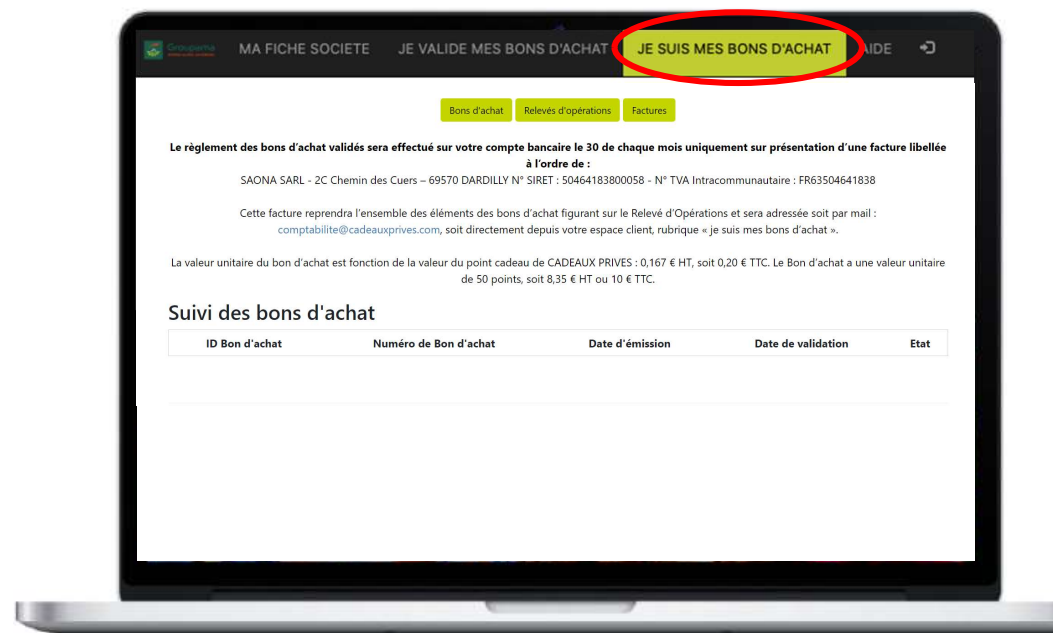 Groupama
MA FICHE SOCIETE JE VALIDE MES BONS D'ACHAT JE SUIS MES BONS D'ACHAT AIDE
Bons d'achat Relevés d'opérations Factures
Le règlement des bons d'achat validés sera effectué sur votre compte bancaire le 30 de chaque mois uniquement sur présentation d'une facture libellée
à l'ordre de :
SAONA SARL - 2C Chemin des Cuers – 69570 DARDILLY N° SIRET : 50464183800058 - N° TVA Intracommunautaire : FR63504641838
Cette facture reprendra l'ensemble des éléments des bons d'achat figurant sur le Relevé d'Opérations et sera adressée soit par mail :
comptabilite@cadeauxprives.com, soit directement depuis votre espace client, rubrique « je suis mes bons d'achat ».
La valeur unitaire du bon d'achat est fonction de la valeur du point cadeau de CADEAUX PRIVES : 0,167 € HT, soit 0,20 € TTC. Le Bon d'achat a une valeur unitaire
de 50 points, soit 8,35 € HT ou 10 € TTC.
Suivi des bons d'achat
ID Bon d'achat Numéro de Bon d'achat Date d'émission Date de validation Etat